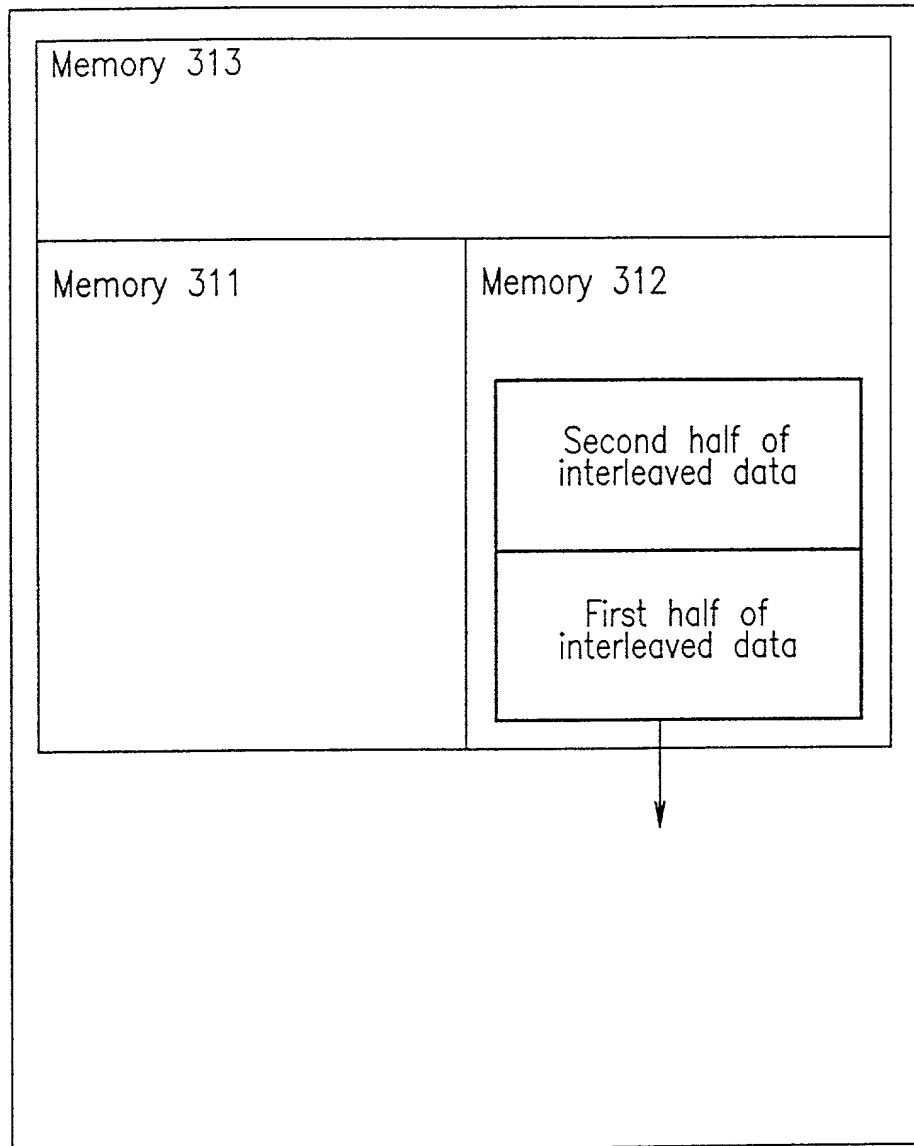 Memory 313
Memory 311
Memory 312
Second half of
interleaved data
First half of
interleaved data